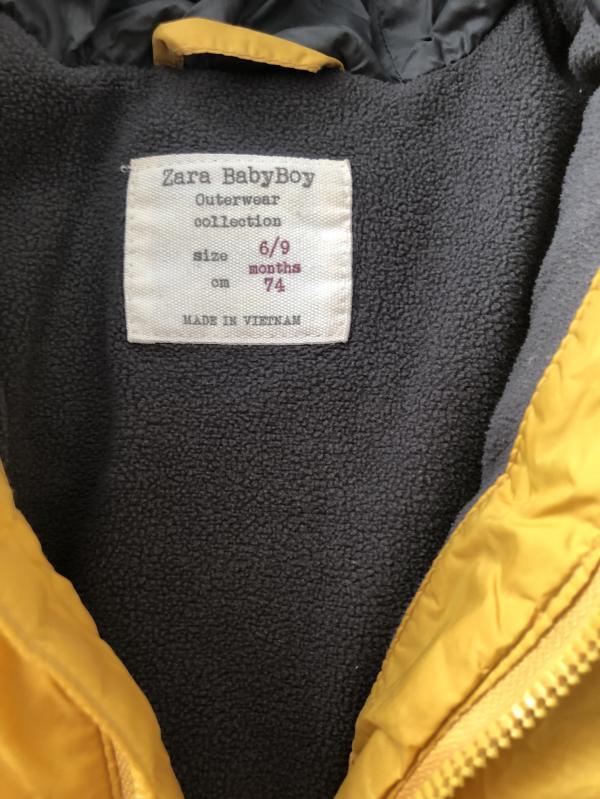 Zara BabyBoy
Outerwear
collection
size 6/9
months
cm 74
MADE IN VIETNAM